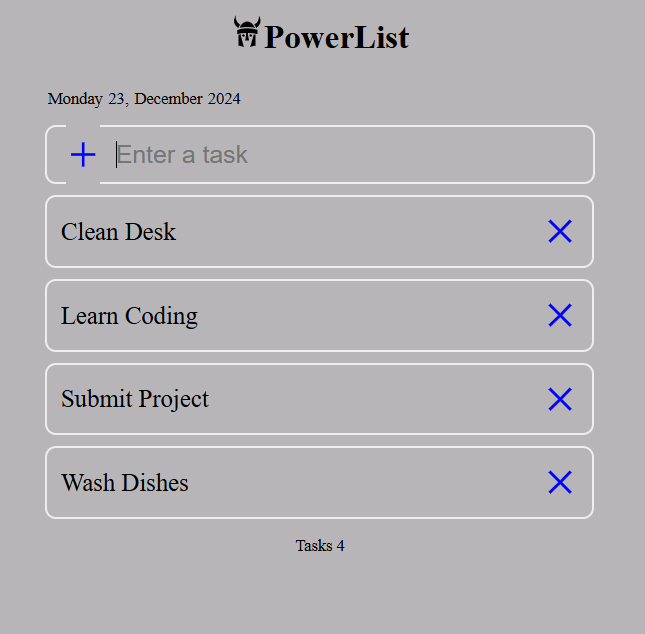 PowerList
Monday 23, December 2024
Enter a task
Clean Desk
Learn Coding
Submit Project
Wash Dishes
Tasks 4